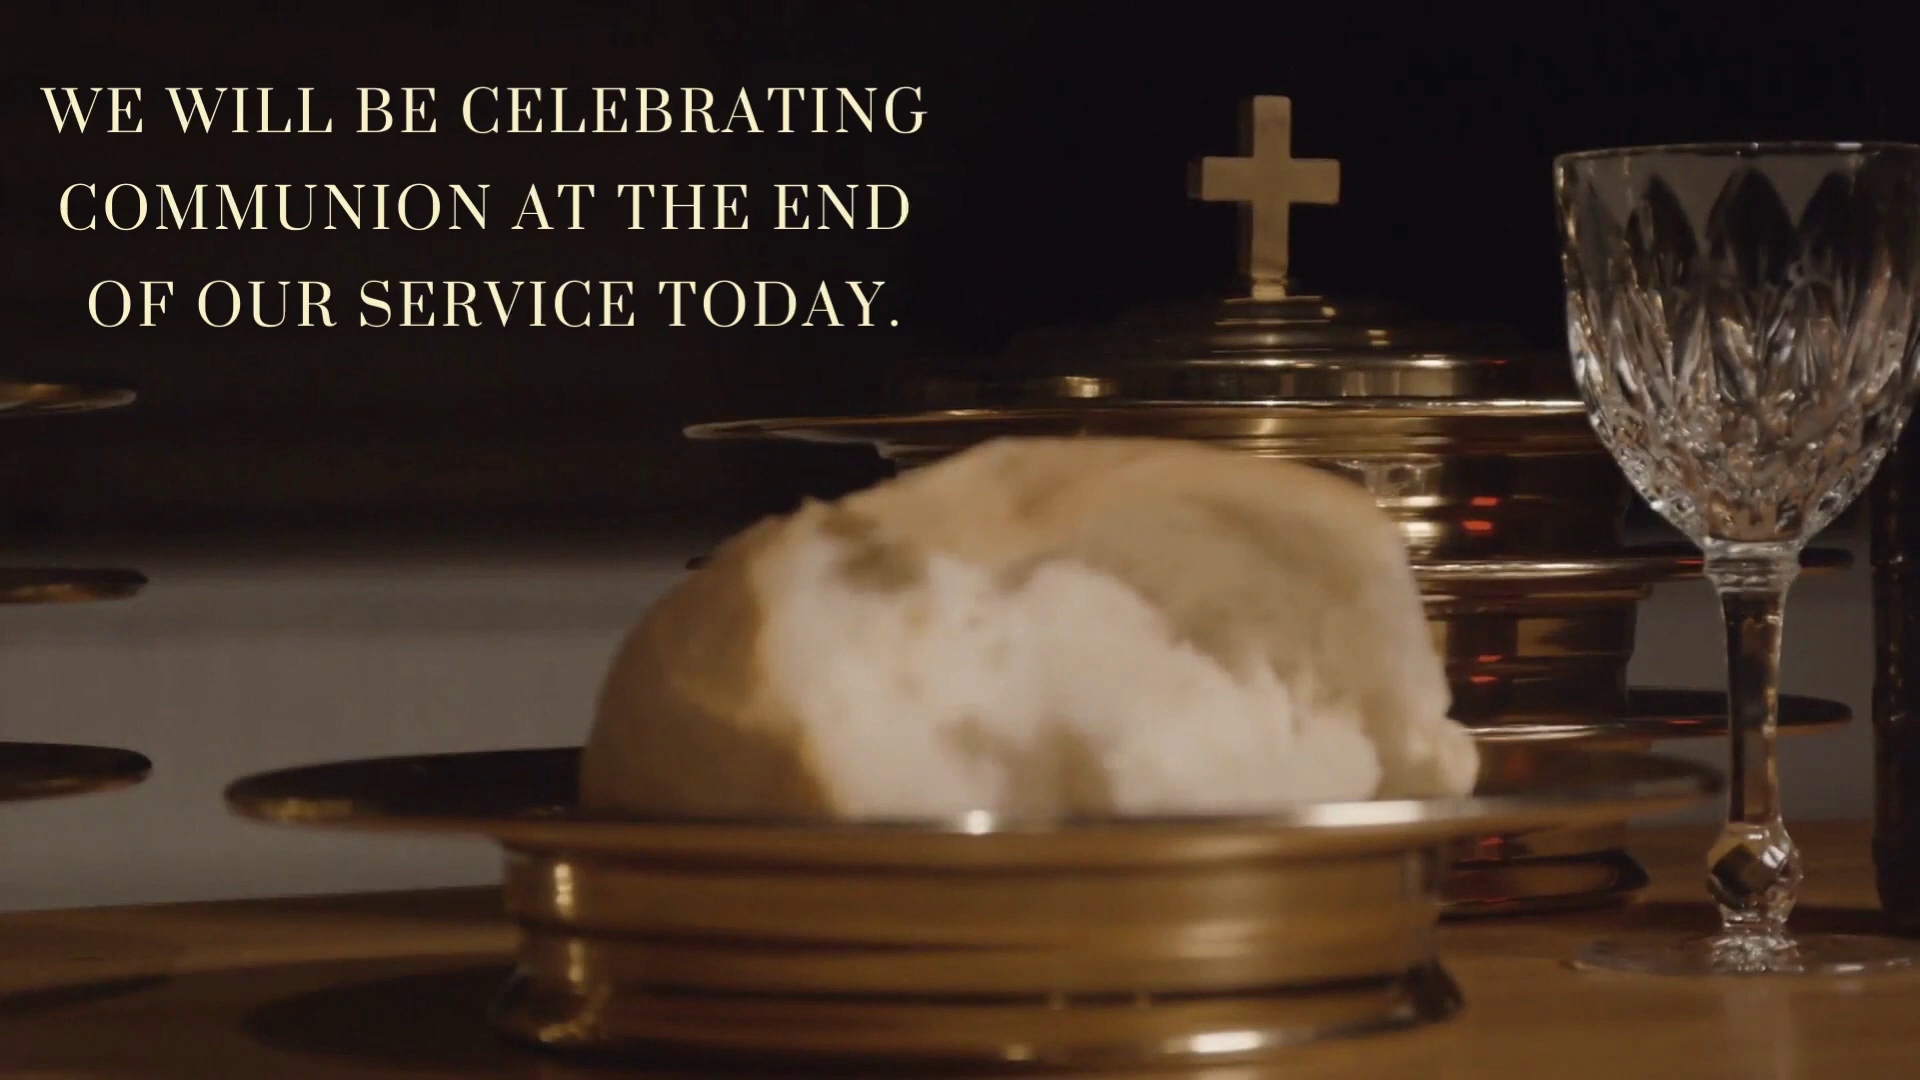 WE WILL BE CELEBRATING
COMMUNION AT THE END
OF OUR SERVICE TODAY.